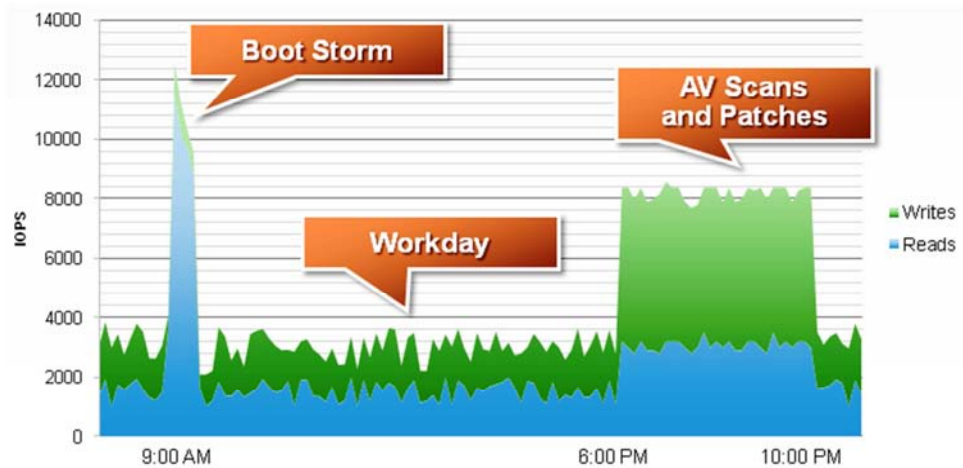 14000
12000
10000
8000
6000
4000
2000
0
IOPS
Boot Storm
AV Scans
and Patches
Workday
Writes
Reads
9:00 AM
6:00 PM
10:00 PM